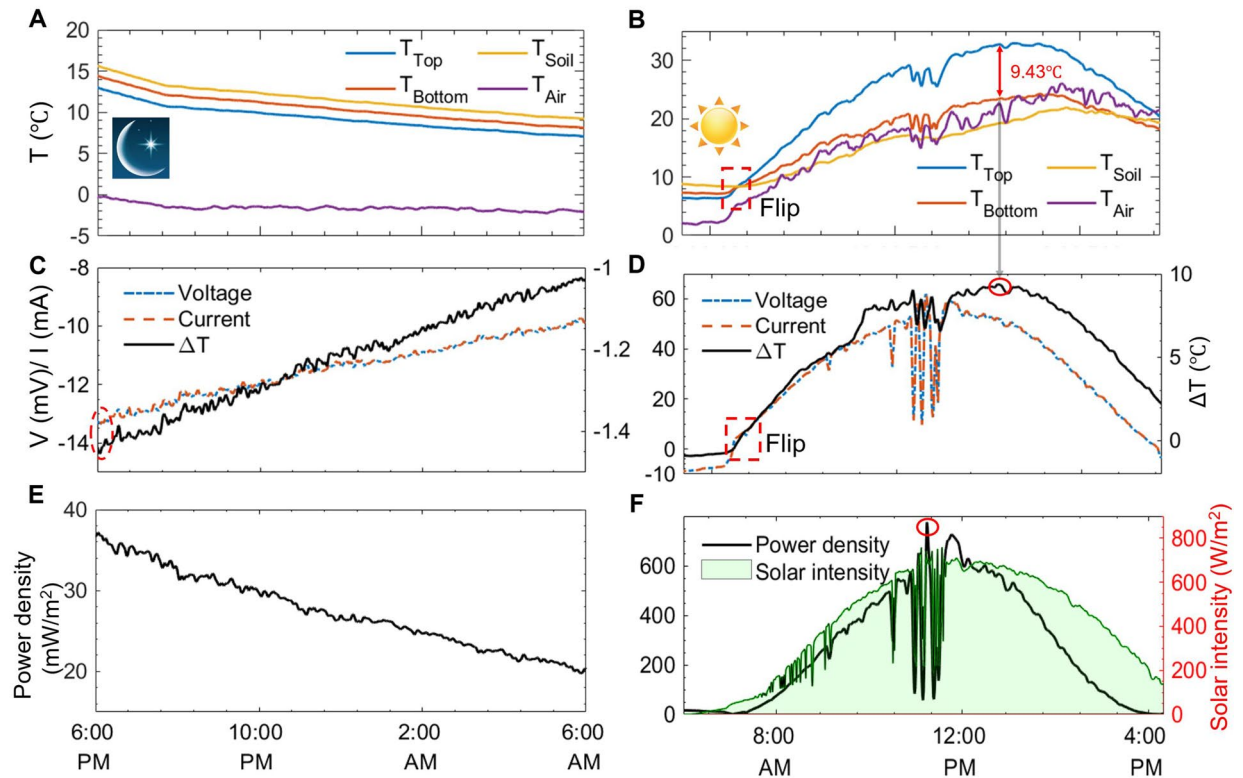 A
20
15
10
5
0
-5
T (°C)
T_Top
T_Soil
T_Bottom
T_Air
B
30
20
10
0
9.43℃
Flip
T_Top
T_Soil
T_Bottom
T_Air
C
-8
-10
-12
-14
V (mV)/ I (mA)
Voltage
Current
ΔT
-1
-1.2
-1.4
D
60
40
20
0
-10
Voltage
Current
ΔT
Flip
10
5
0
ΔT (℃)
E
40
30
20
Power density
(mW/m²)
6:00
PM
10:00
PM
2:00
AM
6:00
AM
F
600
400
200
0
Power density
Solar intensity
800
600
400
200
0
Solar intensity (W/m²)
8:00
AM
12:00
PM
4:00
PM